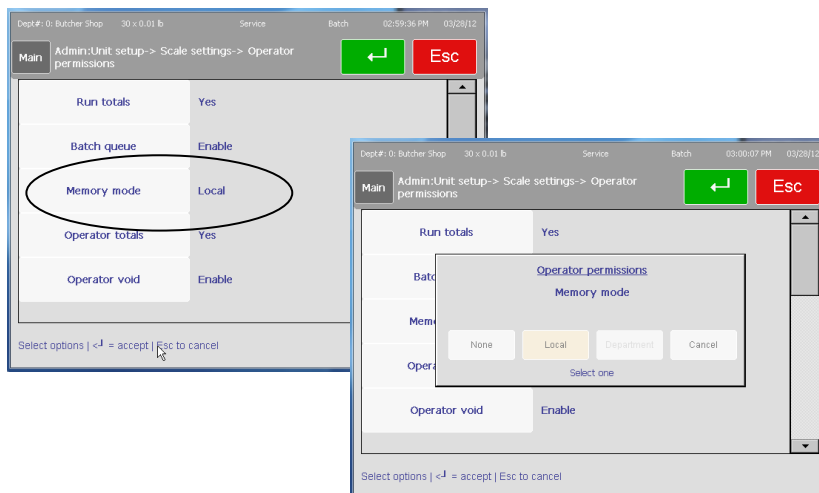 Dept#: 0: Butcher Shop 30 x 0.01 lb Service Batch 02:59:36 PM 03/28/12
Main Admin:Unit setup-> Scale settings-> Operator permissions Esc
Run totals Yes
Batch queue Enable
Memory mode Local
Operator totals Yes
Operator void Enable
Select options | <┘ = accept | Esc to cancel
Dept#: 0: Butcher Shop 30 x 0.01 lb Service Batch 03:00:07 PM 03/28/12
Main Admin:Unit setup-> Scale settings-> Operator permissions Esc
Run totals Yes
Batc
Operator permissions
Memory mode
Mem
None Local Department Cancel
Opera
Select one
Operator void Enable
Select options | <┘ = accept | Esc to cancel